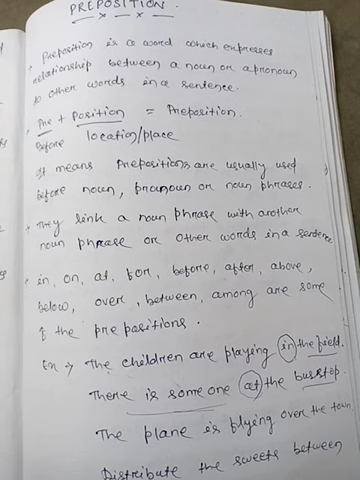 PREPOSITION.
Preposition is a word which expresses
relationship between a noun or a pronoun
to other words in a sentence.
Pre + Position = Preposition.
Before location/place
It means Prepositions are usually used
before noun, pronoun or noun phrases.
They link a noun phrase with another
noun phrase or other words in a sentence
in, on, at, for, before, after, above,
below, over, between, among are some
of the prepositions.
Ex → The children are playing in the field.
There is some one at the busstop.
The plane is flying over the town.
Distribute the sweets between